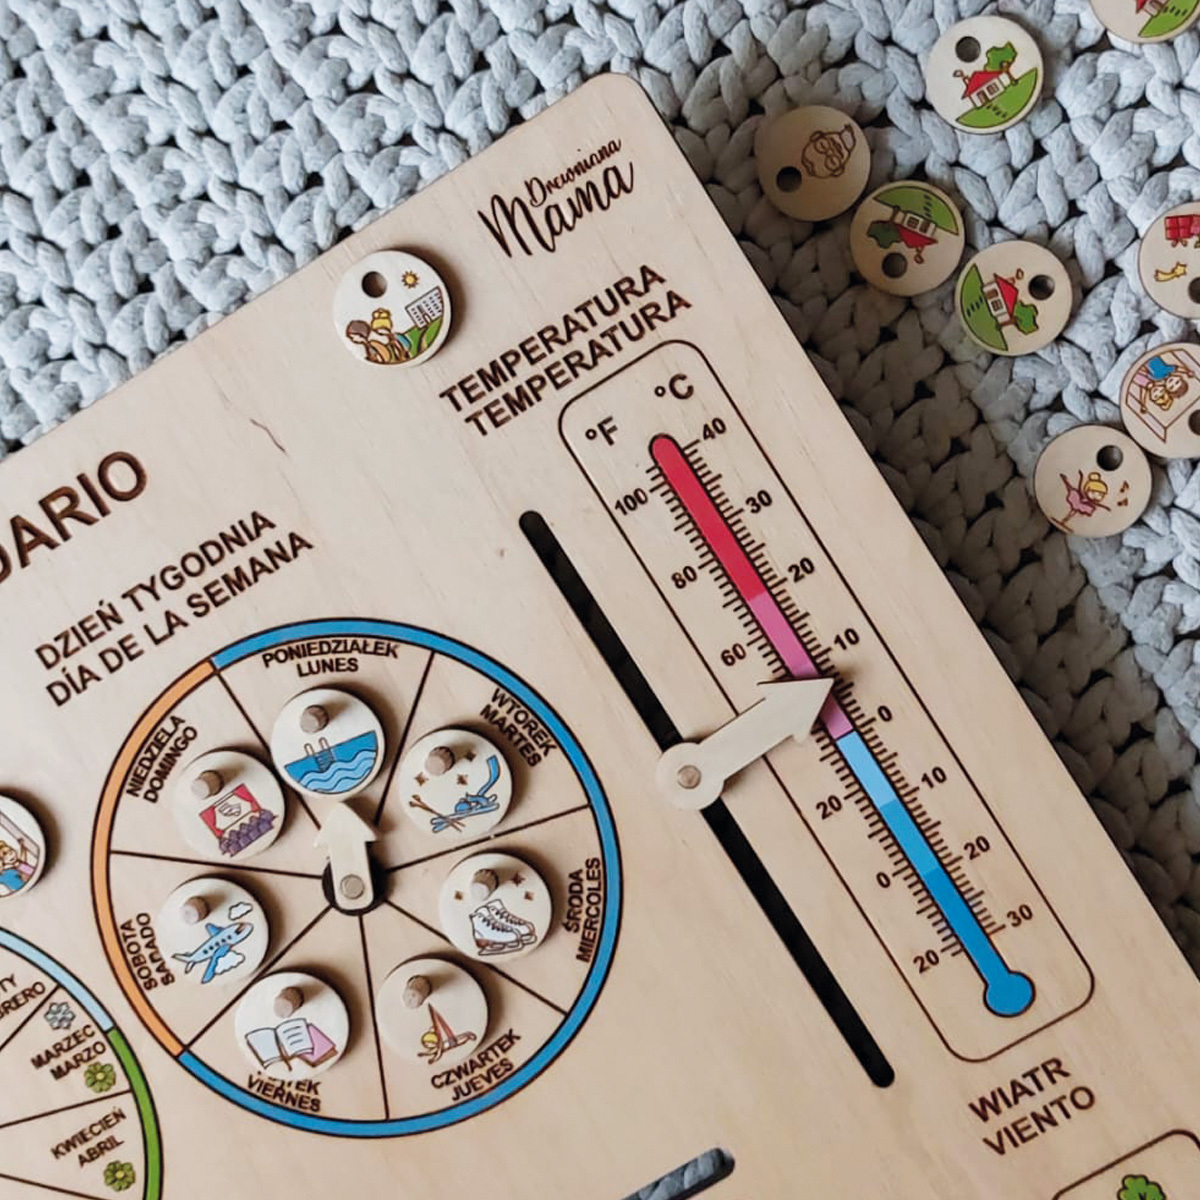 Drewniana
Mama
TEMPERATURA
TEMPERATURA
°F °C
40
100
30
80
20
60
10
0
10
20
20
0
30
20
DARIO
DZIEŃ TYGODNIA
DÍA DE LA SEMANA
PONIEDZIAŁEK
LUNES
WTOREK
MARTES
ŚRODA
MIERCOLES
CZWARTEK
JUEVES
VIERNES
SOBOTA
SABADO
NIEDZIELA
DOMINGO
MARZEC
MARZO
KWIECIEŃ
ABRIL
WIATR
VIENTO